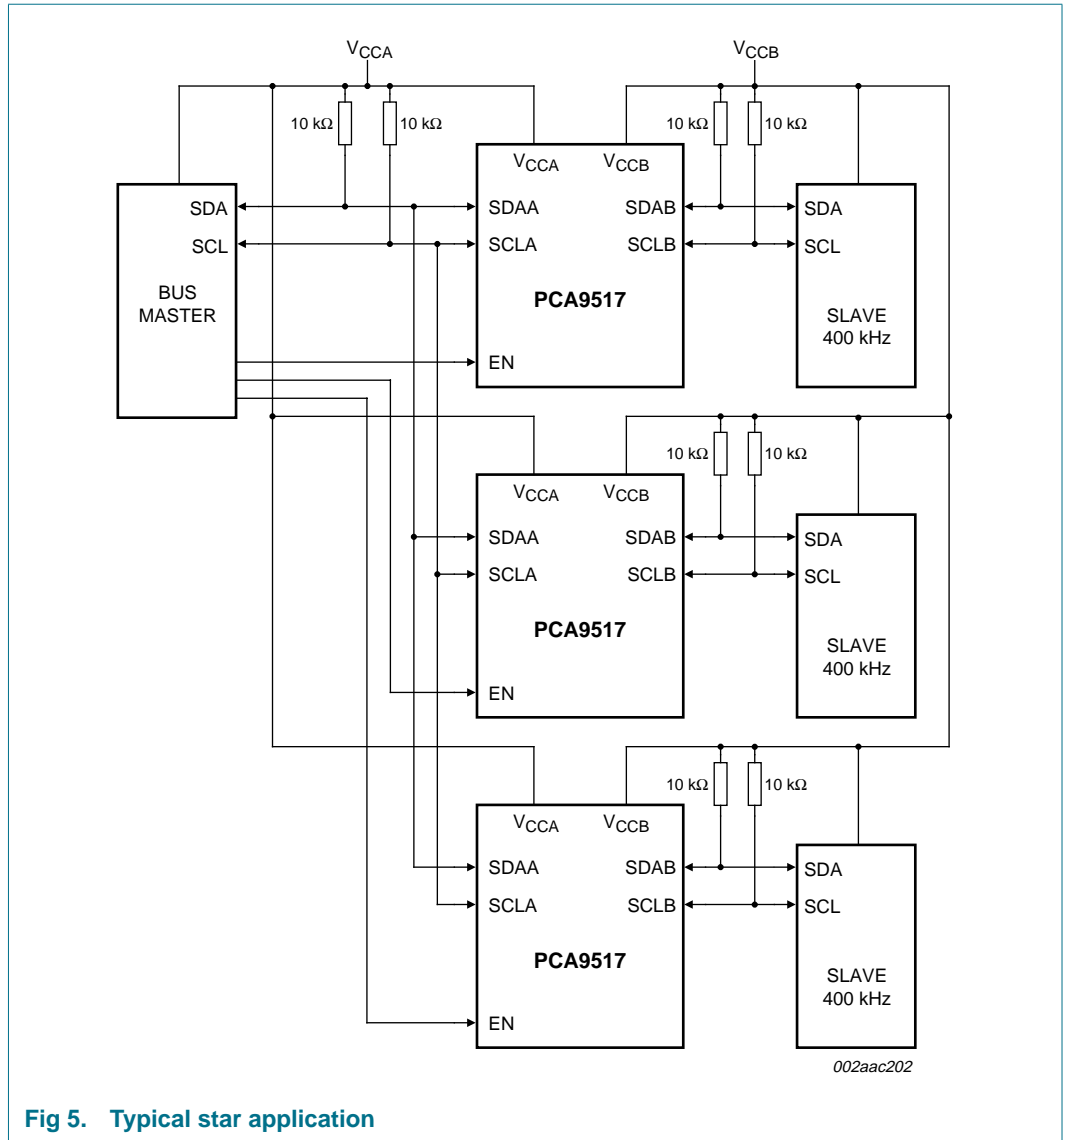 VCCA VCCB
10 kΩ 10 kΩ 10 kΩ 10 kΩ
VCCA VCCB
SDA SDAA SDAB SDA
SCL SCLA SCLB SCL
BUS
MASTER
PCA9517
SLAVE
400 kHz
EN
10 kΩ 10 kΩ
VCCA VCCB
SDAA SDAB SDA
SCLA SCLB SCL
PCA9517
SLAVE
400 kHz
EN
10 kΩ 10 kΩ
VCCA VCCB
SDAA SDAB SDA
SCLA SCLB SCL
PCA9517
SLAVE
400 kHz
EN
002aac202
Fig 5. Typical star application